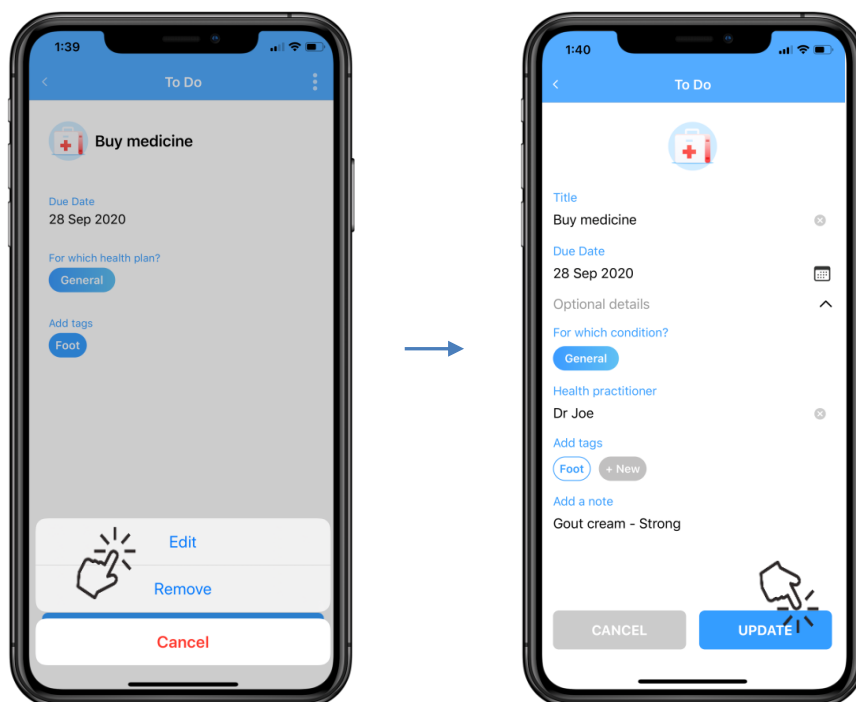 1:39
To Do
Buy medicine
Due Date
28 Sep 2020
For which health plan?
General
Add tags
Foot
Edit
Remove
Cancel
1:40
To Do
Title
Buy medicine
Due Date
28 Sep 2020
Optional details
For which condition?
General
Health practitioner
Dr Joe
Add tags
Foot + New
Add a note
Gout cream - Strong
CANCEL UPDATE